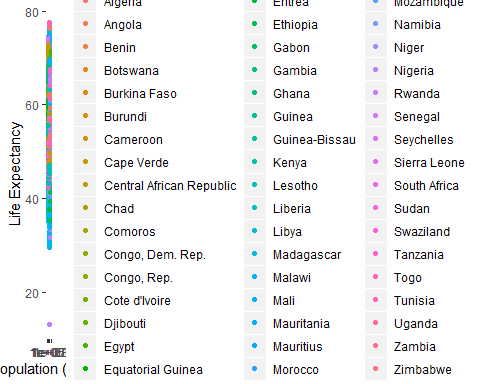 80
60
40
20
Life Expectancy
opulation (
Algeria
Angola
Benin
Botswana
Burkina Faso
Burundi
Cameroon
Cape Verde
Central African Republic
Chad
Comoros
Congo, Dem. Rep.
Congo, Rep.
Cote d'Ivoire
Djibouti
Egypt
Equatorial Guinea
Eritrea
Ethiopia
Gabon
Gambia
Ghana
Guinea
Guinea-Bissau
Kenya
Lesotho
Liberia
Libya
Madagascar
Malawi
Mali
Mauritania
Mauritius
Morocco
Mozambique
Namibia
Niger
Nigeria
Rwanda
Senegal
Seychelles
Sierra Leone
South Africa
Sudan
Swaziland
Tanzania
Togo
Tunisia
Uganda
Zambia
Zimbabwe